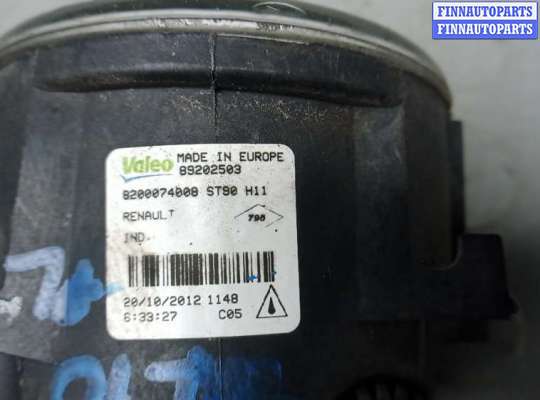 FINNAUTOPARTS
FINNAUTOPARTS
Valeo MADE IN EUROPE
89202503
8200074008 ST90 H11
RENAULT 796
IND.
20/10/2012 1148
6:33:27 C05